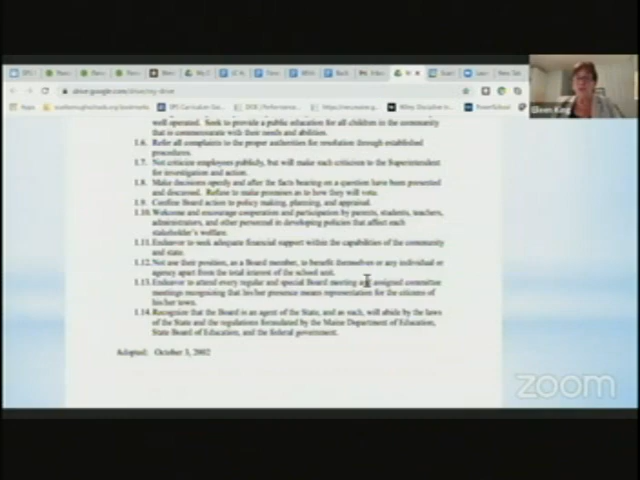 drive.google.com/drive/my-drive
Apps
PowerSchool
Eileen King
well operated. Seek to provide a public education for all children in the community
that is commensurate with their needs and abilities.
1.6. Refer all complaints to the proper authorities for resolution through established
procedures.
1.7. Not criticize employees publicly, but will make such criticism to the Superintendent
for investigation and action.
1.8. Make decisions openly and after the facts bearing on a question have been presented
and discussed. Refuse to make promises as to how they will vote.
1.9. Confine Board action to policy making, planning, and appraisal.
1.10. Welcome and encourage cooperation and participation by parents, students, teachers,
administrators, and other personnel in developing policies that affect each
stakeholder's welfare.
1.11. Endeavor to seek adequate financial support within the capabilities of the community
and state.
1.12. Not use their position, as a Board member, to benefit themselves or any individual or
agency apart from the total interest of the school unit.
1.13. Endeavor to attend every regular and special Board meeting and assigned committee
meetings recognizing that his/her presence means representation for the citizens of
his/her town.
1.14. Recognize that the Board is an agent of the State, and as such, will abide by the laws
of the State and the regulations formulated by the Maine Department of Education,
State Board of Education, and the federal government.
Adopted: October 3, 2002
zoom